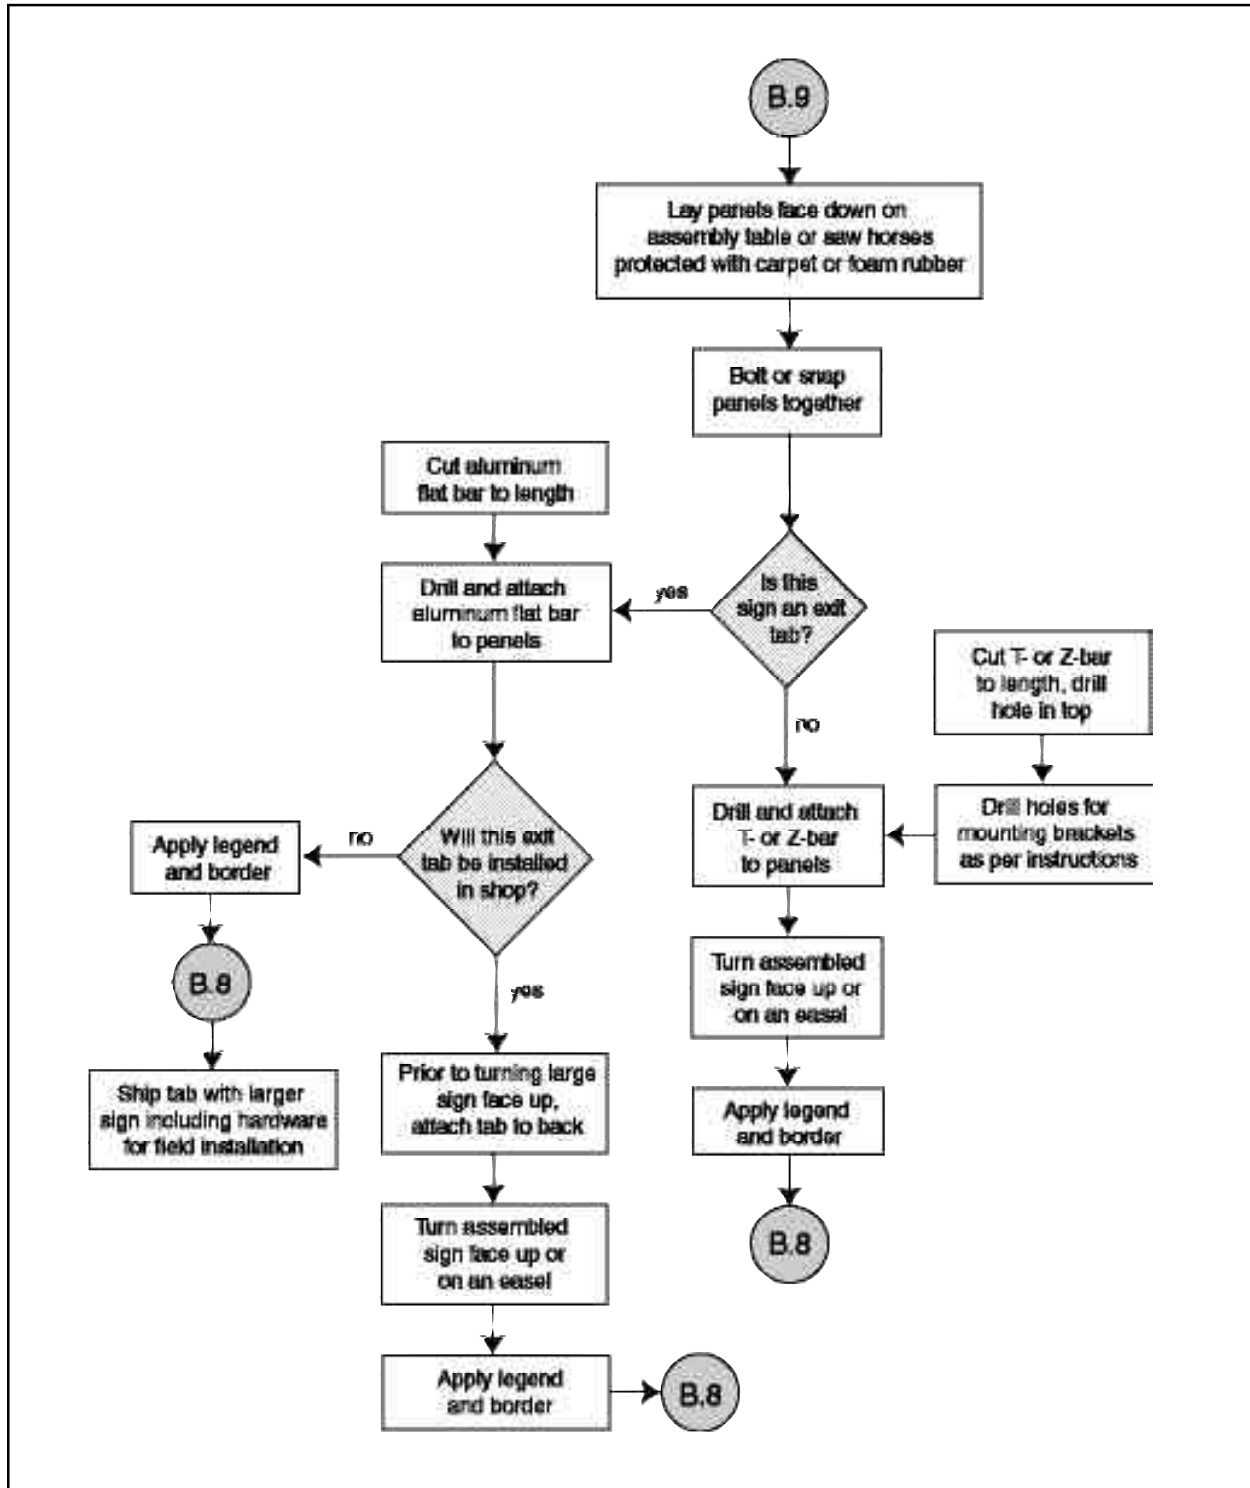 B.9
Lay panels face down on
assembly table or saw horses
protected with carpet or foam rubber
Bolt or snap
panels together
Cut aluminum
flat bar to length
Drill and attach
aluminum flat bar
to panels
yes
Is this
sign an exit
tab?
no
Cut T- or Z-bar
to length, drill
hole in top
Drill holes for
mounting brackets
as per instructions
Drill and attach
T- or Z-bar
to panels
Will this exit
tab be installed
in shop?
no
Apply legend
and border
B.8
Ship tab with larger
sign including hardware
for field installation
yes
Prior to turning large
sign face up,
attach tab to back
Turn assembled
sign face up or
on an easel
Apply legend
and border
B.8
Turn assembled
sign face up or
on an easel
Apply legend
and border
B.8